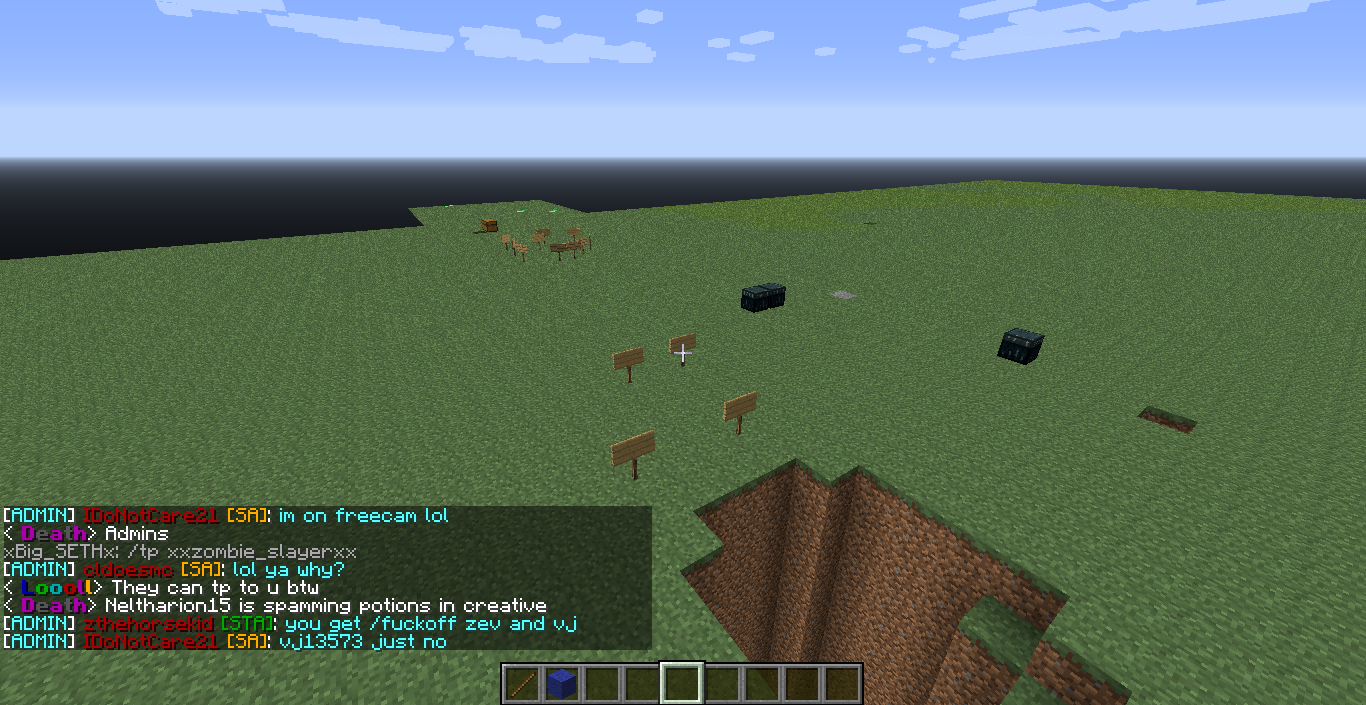 [ADMIN] IDoNotCare21 [SA]: im on freecam lol
< Death> Admins
xBig_SETHx: /tp xxzombie_slayerxx
[ADMIN] cldoesmc [SA]: lol ya why?
< Loooll> They can tp to u btw
< Death> Neltharion15 is spamming potions in creative
[ADMIN] zthehorsekid [STA]: you get /fuckoff zev and vj
[ADMIN] IDoNotCare21 [SA]: vj13573 just no